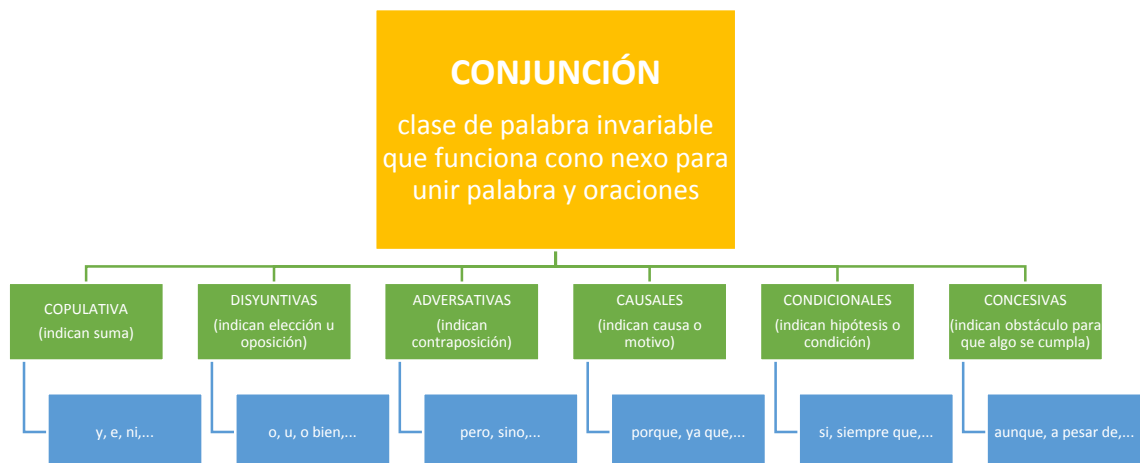 CONJUNCIÓN
clase de palabra invariable
que funciona cono nexo para
unir palabra y oraciones
COPULATIVA
(indican suma)
DISYUNTIVAS
(indican elección u
oposición)
ADVERSATIVAS
(indican
contraposición)
CAUSALES
(indican causa o
motivo)
CONDICIONALES
(indican hipótesis o
condición)
CONCESIVAS
(indican obstáculo para
que algo se cumpla)
y, e, ni,...
o, u, o bien,...
pero, sino,...
porque, ya que,...
si, siempre que,...
aunque, a pesar de,...